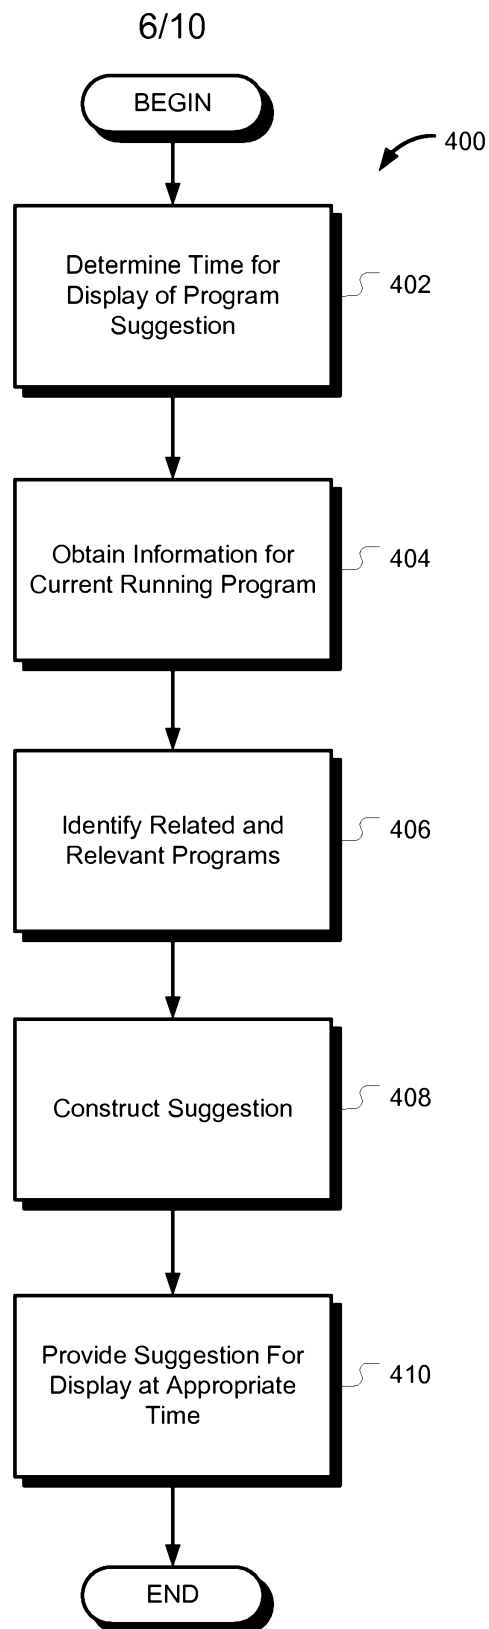 6/10
BEGIN
400
Determine Time for
Display of Program
Suggestion
402
Obtain Information for
Current Running Program
404
Identify Related and
Relevant Programs
406
Construct Suggestion
408
Provide Suggestion For
Display at Appropriate
Time
410
END